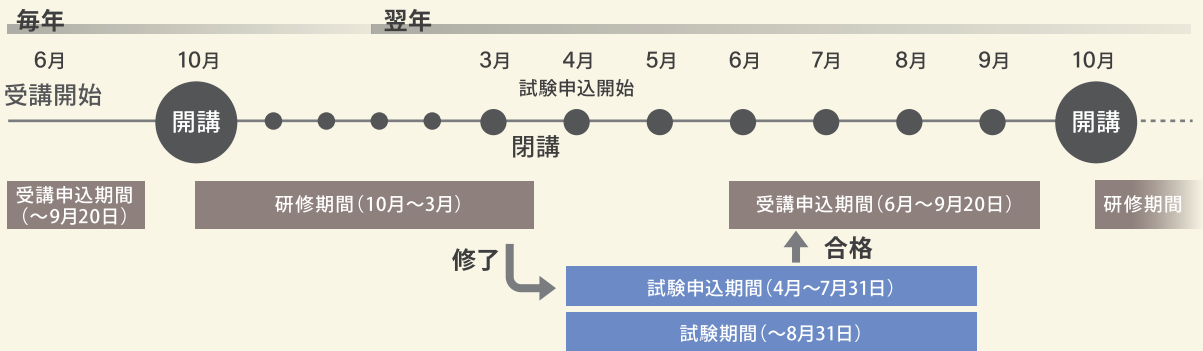 毎年
翌年
6月
10月
3月
4月
5月
6月
7月
8月
9月
10月
受講開始
試験申込開始
開講
閉講
開講
受講申込期間
（～9月20日）
研修期間（10月～3月）
受講申込期間（6月～9月20日）
研修期間
修了
合格
試験申込期間（4月～7月31日）
試験期間（～8月31日）